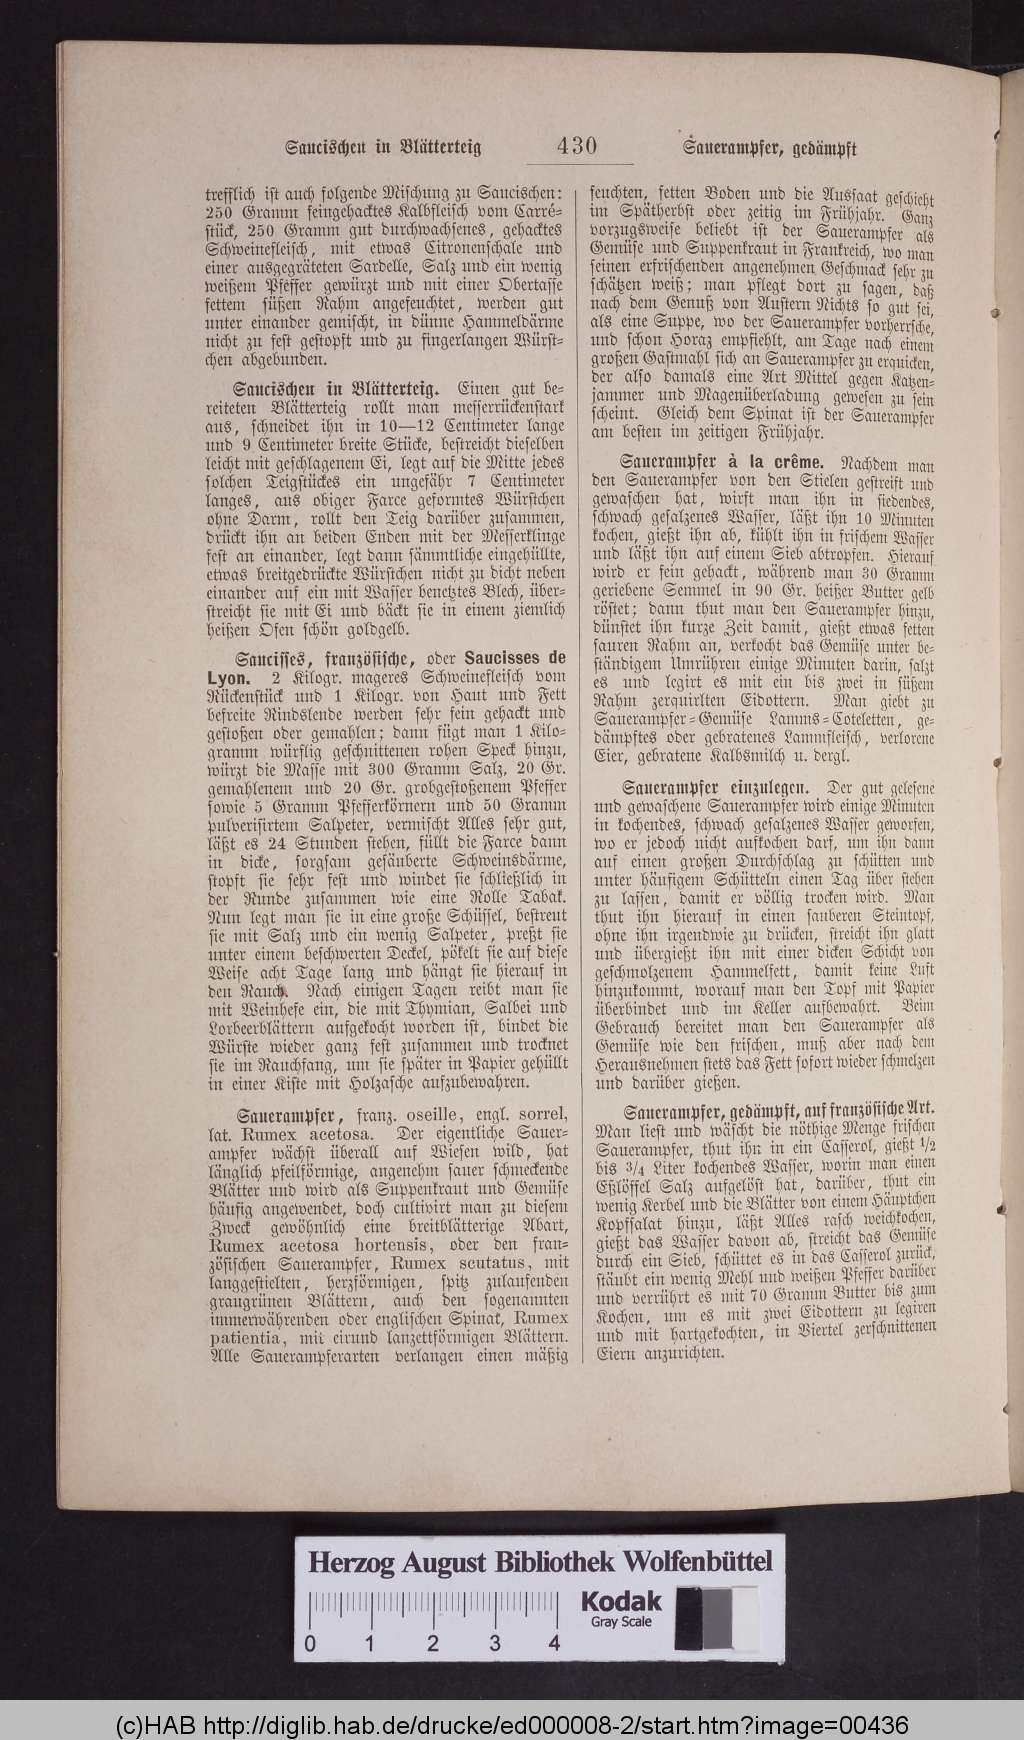 Saucischen in Blätterteig 430 Sauerampfer, gedämpft
trefflich ist auch folgende Mischung zu Saucischen:
250 Gramm feingehacktes Kalbfleisch vom Carré-
stück, 250 Gramm gut durchwachsenes, gehacktes
Schweinefleisch, mit etwas Citronenschale und
einer ausgegräteten Sardelle, Salz und ein wenig
weißem Pfeffer gewürzt und mit einer Obertasse
fettem süßen Rahm angefeuchtet, werden gut
unter einander gemischt, in dünne Hammeldärme
nicht zu fest gestopft und zu fingerlangen Würst-
chen abgebunden.
Saucischen in Blätterteig. Einen gut be-
reiteten Blätterteig rollt man messerrückenstark
aus, schneidet ihn in 10—12 Centimeter lange
und 9 Centimeter breite Stücke, bestreicht dieselben
leicht mit geschlagenem Ei, legt auf die Mitte jedes
solchen Teigstückes ein ungefähr 7 Centimeter
langes, aus obiger Farce geformtes Würstchen
ohne Darm, rollt den Teig darüber zusammen,
drückt ihn an beiden Enden mit der Messerklinge
fest an einander, legt dann sämmtliche eingehüllte,
etwas breitgedrückte Würstchen nicht zu dicht neben
einander auf ein mit Wasser benetztes Blech, über-
streicht sie mit Ei und bäckt sie in einem ziemlich
heißen Ofen schön goldgelb.
Saucisses, französische, oder Saucisses de
Lyon. 2 Kilogr. mageres Schweinefleisch vom
Rückenstück und 1 Kilogr. von Haut und Fett
befreite Rindslende werden sehr fein gehackt und
gestoßen oder gemahlen; dann fügt man 1 Kilo-
gramm würflig geschnittenen rohen Speck hinzu,
würzt die Masse mit 300 Gramm Salz, 20 Gr.
gemahlenem und 20 Gr. grobgestoßenem Pfeffer
sowie 5 Gramm Pfefferkörnern und 50 Gramm
pulverisirtem Salpeter, vermischt Alles sehr gut,
läßt es 24 Stunden stehen, füllt die Farce dann
in dicke, sorgsam gesäuberte Schweinsdärme,
stopft sie sehr fest und windet sie schließlich in
der Runde zusammen wie eine Rolle Tabak.
Nun legt man sie in eine große Schüssel, bestreut
sie mit Salz und ein wenig Salpeter, preßt sie
unter einem beschwerten Deckel, pökelt sie auf diese
Weise acht Tage lang und hängt sie hierauf in
den Rauch. Nach einigen Tagen reibt man sie
mit Weinhefe ein, die mit Thymian, Salbei und
Lorbeerblättern aufgekocht worden ist, bindet die
Würste wieder ganz fest zusammen und trocknet
sie im Rauchfang, um sie später in Papier gehüllt
in einer Kiste mit Holzasche aufzubewahren.
Sauerampfer, franz. oseille, engl. sorrel,
lat. Rumex acetosa. Der eigentliche Sauer-
ampfer wächst überall auf Wiesen wild, hat
länglich pfeilförmige, angenehm sauer schmeckende
Blätter und wird als Suppenkraut und Gemüse
häufig angewendet, doch cultivirt man zu diesem
Zweck gewöhnlich eine breitblätterige Abart,
Rumex acetosa hortensis, oder den fran-
zösischen Sauerampfer, Rumex scutatus, mit
langgestielten, herzförmigen, spitz zulaufenden
graugrünen Blättern, auch den sogenannten
immerwährenden oder englischen Spinat, Rumex
patientia, mit eirund lanzettförmigen Blättern.
Alle Sauerampferarten verlangen einen mäßig
feuchten, fetten Boden und die Aussaat geschieht
im Spätherbst oder zeitig im Frühjahr. Ganz
vorzugsweise beliebt ist der Sauerampfer als
Gemüse und Suppenkraut in Frankreich, wo man
seinen erfrischenden angenehmen Geschmack sehr zu
schätzen weiß; man pflegt dort zu sagen, daß
nach dem Genuß von Austern Nichts so gut sei,
als eine Suppe, wo der Sauerampfer vorherrsche,
und schon Horaz empfiehlt, am Tage nach einem
großen Gastmahl sich an Sauerampfer zu erquicken,
der also damals eine Art Mittel gegen Katzen-
jammer und Magenüberladung gewesen zu sein
scheint. Gleich dem Spinat ist der Sauerampfer
am besten im zeitigen Frühjahr.
Sauerampfer à la crême. Nachdem man
den Sauerampfer von den Stielen gestreift und
gewaschen hat, wirft man ihn in siedendes,
schwach gesalzenes Wasser, läßt ihn 10 Minuten
kochen, gießt ihn ab, kühlt ihn in frischem Wasser
und läßt ihn auf einem Sieb abtropfen. Hierauf
wird er fein gehackt, während man 30 Gramm
geriebene Semmel in 90 Gr. heißer Butter gelb
röstet; dann thut man den Sauerampfer hinzu,
dünstet ihn kurze Zeit damit, gießt etwas fetten
sauren Rahm an, verkocht das Gemüse unter be-
ständigem Umrühren einige Minuten darin, salzt
es und legirt es mit ein bis zwei in süßem
Rahm zerquirlten Eidottern. Man giebt zu
Sauerampfer-Gemüse Lamms-Coteletten, ge-
dämpftes oder gebratenes Lammfleisch, verlorene
Eier, gebratene Kalbsmilch u. dergl.
Sauerampfer einzulegen. Der gut gelesene
und gewaschene Sauerampfer wird einige Minuten
in kochendes, schwach gesalzenes Wasser geworfen,
wo er jedoch nicht aufkochen darf, um ihn dann
auf einen großen Durchschlag zu schütten und
unter häufigem Schütteln einen Tag über stehen
zu lassen, damit er völlig trocken wird. Man
thut ihn hierauf in einen sauberen Steintopf,
ohne ihn irgendwie zu drücken, streicht ihn glatt
und übergießt ihn mit einer dicken Schicht von
geschmolzenem Hammelfett, damit keine Luft
hinzukommt, worauf man den Topf mit Papier
überbindet und im Keller aufbewahrt. Beim
Gebrauch bereitet man den Sauerampfer als
Gemüse wie den frischen, muß aber nach dem
Herausnehmen stets das Fett sofort wieder schmelzen
und darüber gießen.
Sauerampfer, gedämpft, auf französische Art.
Man liest und wäscht die nöthige Menge frischen
Sauerampfer, thut ihn in ein Casserol, gießt 1/2
bis 3/4 Liter kochendes Wasser, worin man einen
Eßlöffel Salz aufgelöst hat, darüber, thut ein
wenig Kerbel und die Blätter von einem Häuptchen
Kopfsalat hinzu, läßt Alles rasch weichkochen,
gießt das Wasser davon ab, streicht das Gemüse
durch ein Sieb, schüttet es in das Casserol zurück,
stäubt ein wenig Mehl und weißen Pfeffer darüber
und verrührt es mit 70 Gramm Butter bis zum
Kochen, um es mit zwei Eidottern zu legiren
und mit hartgekochten, in Viertel zerschnittenen
Eiern anzurichten.
Herzog August Bibliothek Wolfenbüttel
Kodak
Gray Scale
0 1 2 3 4
(c)HAB http://diglib.hab.de/drucke/ed000008-2/start.htm?image=00436